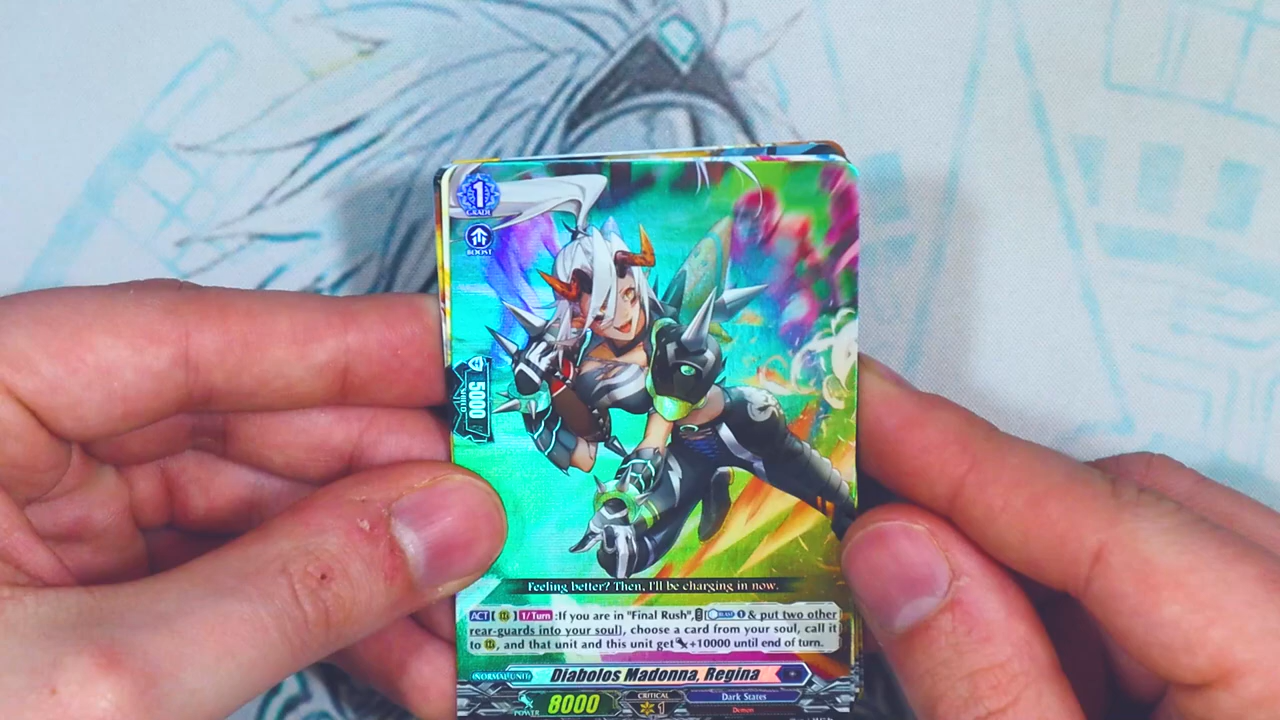 1
GRADE
BOOST
5000
SHIELD
Feeling better? Then, I'll be charging in now.
ACT 1/Turn :If you are in "Final Rush", 1 & put two other
rear-guards into your soul), choose a card from your soul, call it
to , and that unit and this unit get +10000 until end of turn.
NORMAL UNIT Diabolos Madonna, Regina
POWER 8000 CRITICAL 1 Dark States
Demon